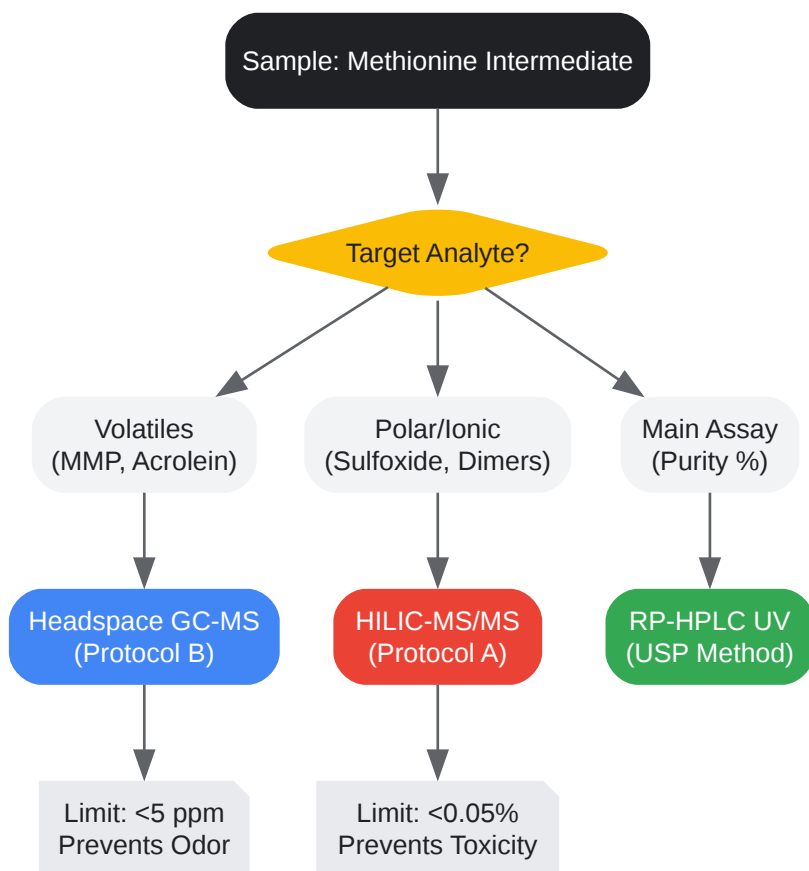 Sample: Methionine Intermediate
Target Analyte?
Volatiles
(MMP, Acrolein)
Polar/Ionic
(Sulfoxide, Dimers)
Main Assay
(Purity %)
Headspace GC-MS
(Protocol B)
HILIC-MS/MS
(Protocol A)
RP-HPLC UV
(USP Method)
Limit: <5 ppm
Prevents Odor
Limit: <0.05%
Prevents Toxicity